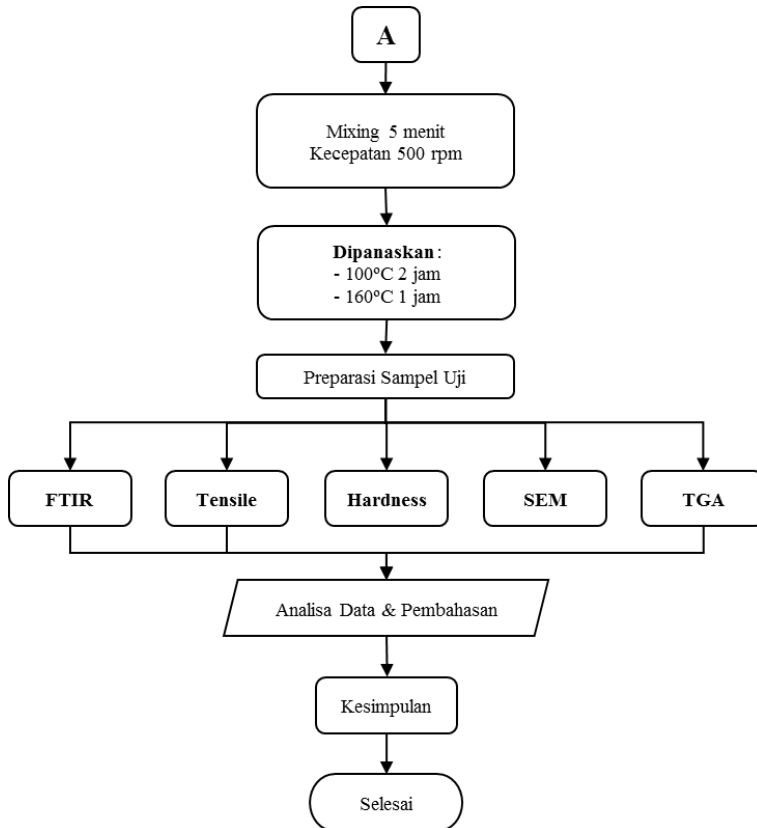 A
Mixing 5 menit
Kecepatan 500 rpm
Dipanaskan :
- 100°C 2 jam
- 160°C 1 jam
Preparasi Sampel Uji
FTIR
Tensile
Hardness
SEM
TGA
Analisa Data & Pembahasan
Kesimpulan
Selesai